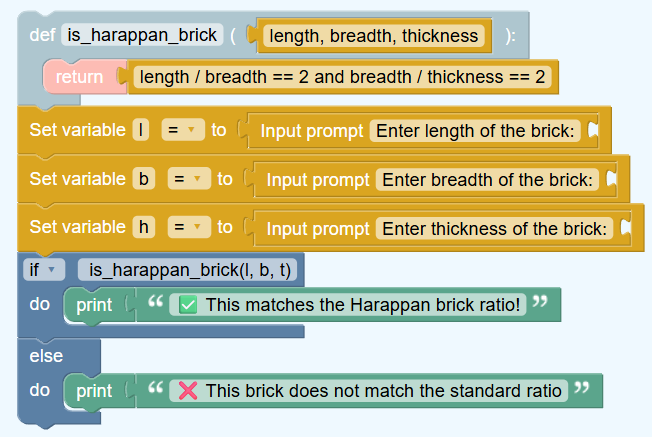 def is_harappan_brick ( length, breadth, thickness ):
return length / breadth == 2 and breadth / thickness == 2
Set variable l = to Input prompt Enter length of the brick:
Set variable b = to Input prompt Enter breadth of the brick:
Set variable h = to Input prompt Enter thickness of the brick:
if is_harappan_brick(l, b, t)
do print “ ✅ This matches the Harappan brick ratio! ”
else
do print “ ❌ This brick does not match the standard ratio ”